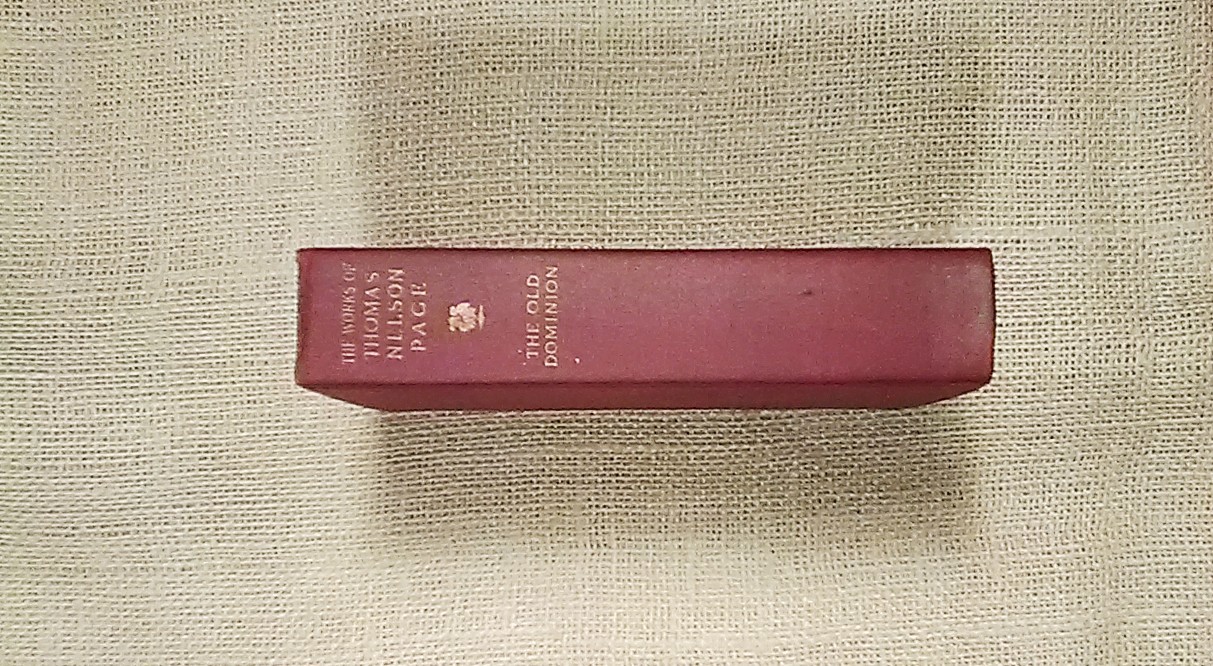 THE WORKS OF
THOMAS
NELSON
PAGE
THE OLD
DOMINION